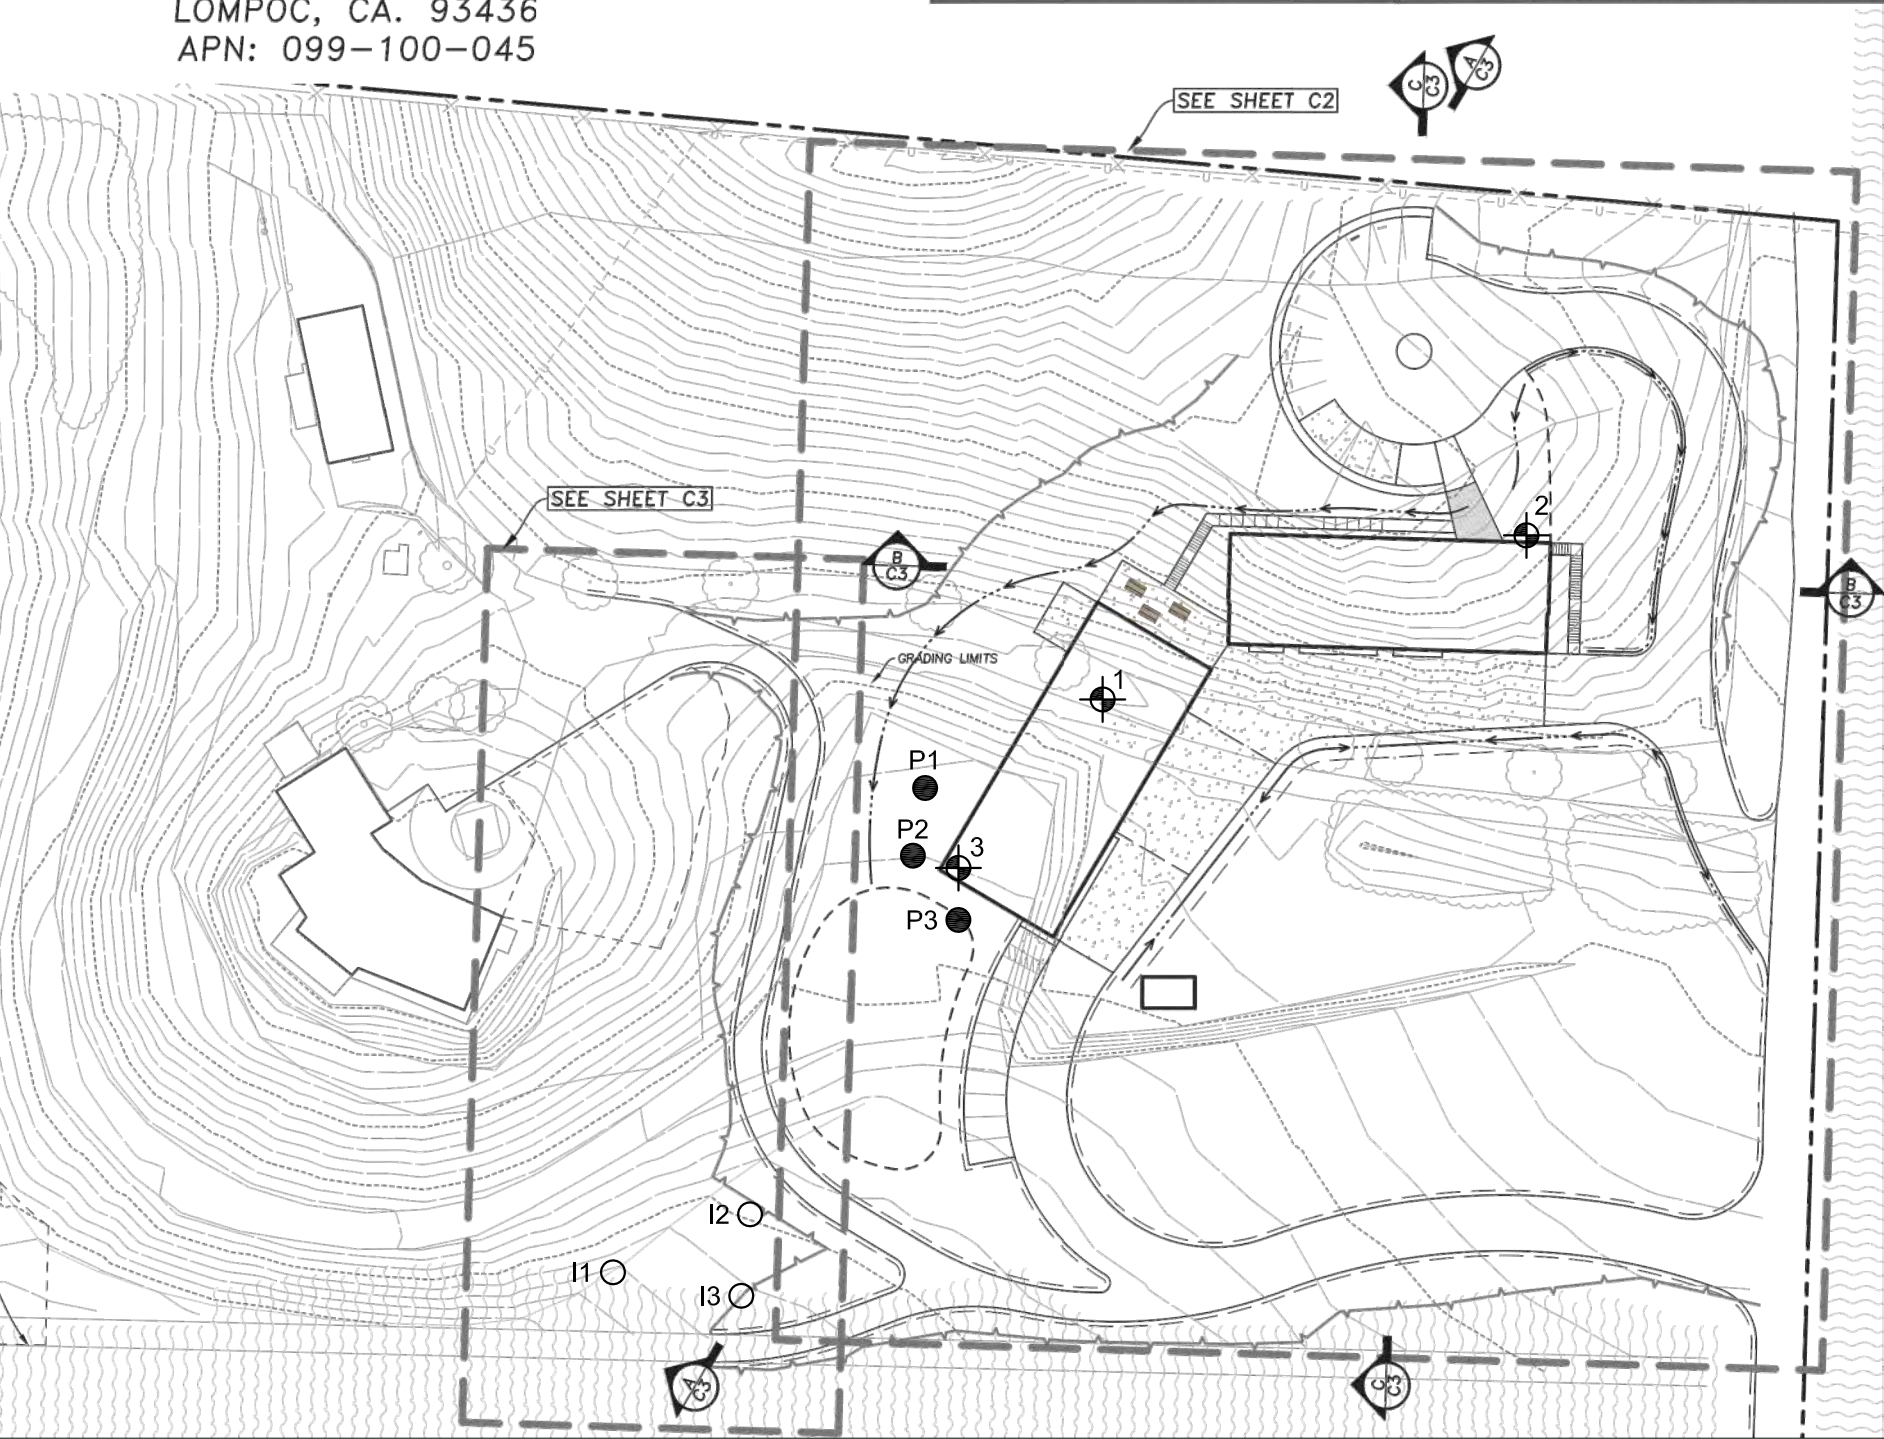 LOMPOC, CA. 93436
APN: 099-100-045
C
C3
A
C3
SEE SHEET C2
SEE SHEET C3
2
B
C3
B
C3
GRADING LIMITS
1
P1
P2
3
P3
I2
I1
I3
A
C3
C
C3